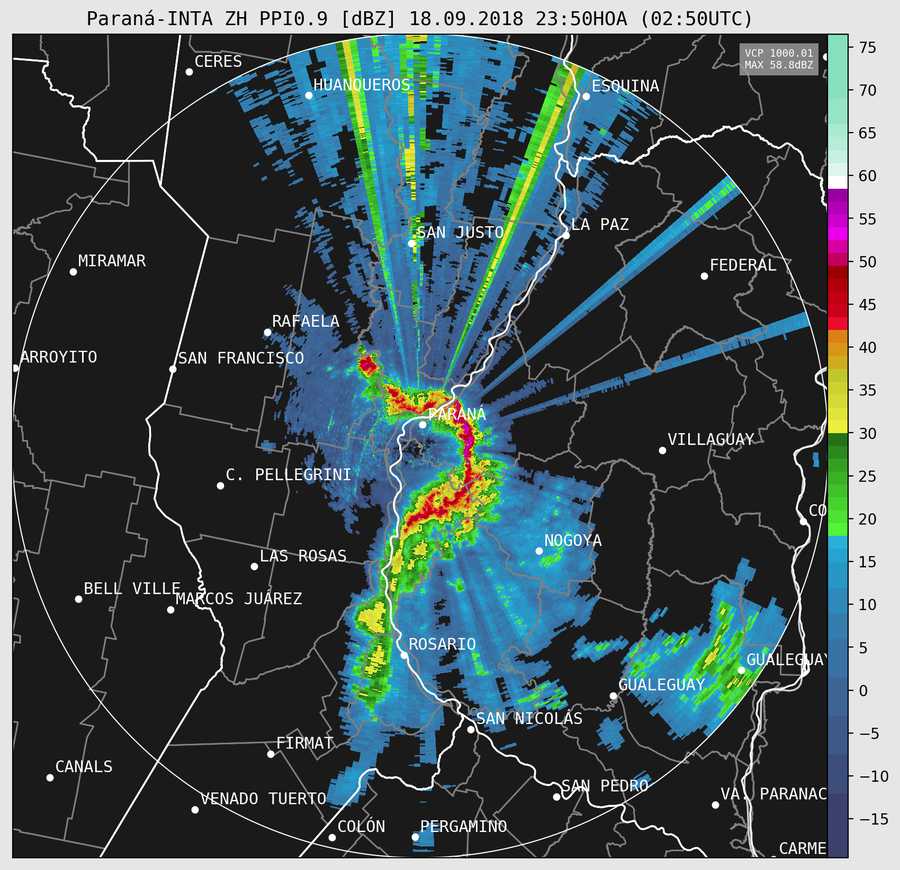 Paraná-INTA ZH PPI0.9 [dBZ] 18.09.2018 23:50HOA (02:50UTC)
VCP 1000.01
MAX 58.8dBZ
75
CERES
HUANQUEROS
ESQUINA
70
65
60
SAN JUSTO
LA PAZ
55
MIRAMAR
FEDERAL
50
RAFAELA
45
ARROYITO
SAN FRANCISCO
40
35
PARANÁ
VILLAGUAY
30
C. PELLEGRINI
25
CO
20
NOGOYA
LAS ROSAS
15
BELL VILLE
MARCOS JUÁREZ
10
ROSARIO
5
GUALEGUAY
GUALEGUAY
0
SAN NICOLÁS
-5
FIRMAT
CANALS
-10
SAN PEDRO
VA. PARANAC
VENADO TUERTO
-15
COLÓN
PERGAMINO
CARME